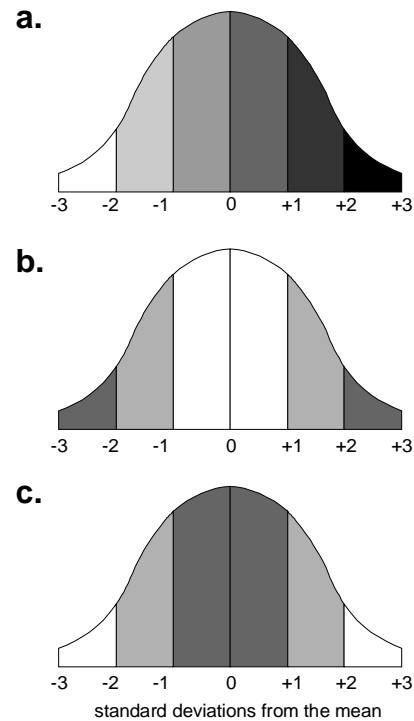 a.
-3 -2 -1 0 +1 +2 +3
b.
-3 -2 -1 0 +1 +2 +3
c.
-3 -2 -1 0 +1 +2 +3
standard deviations from the mean